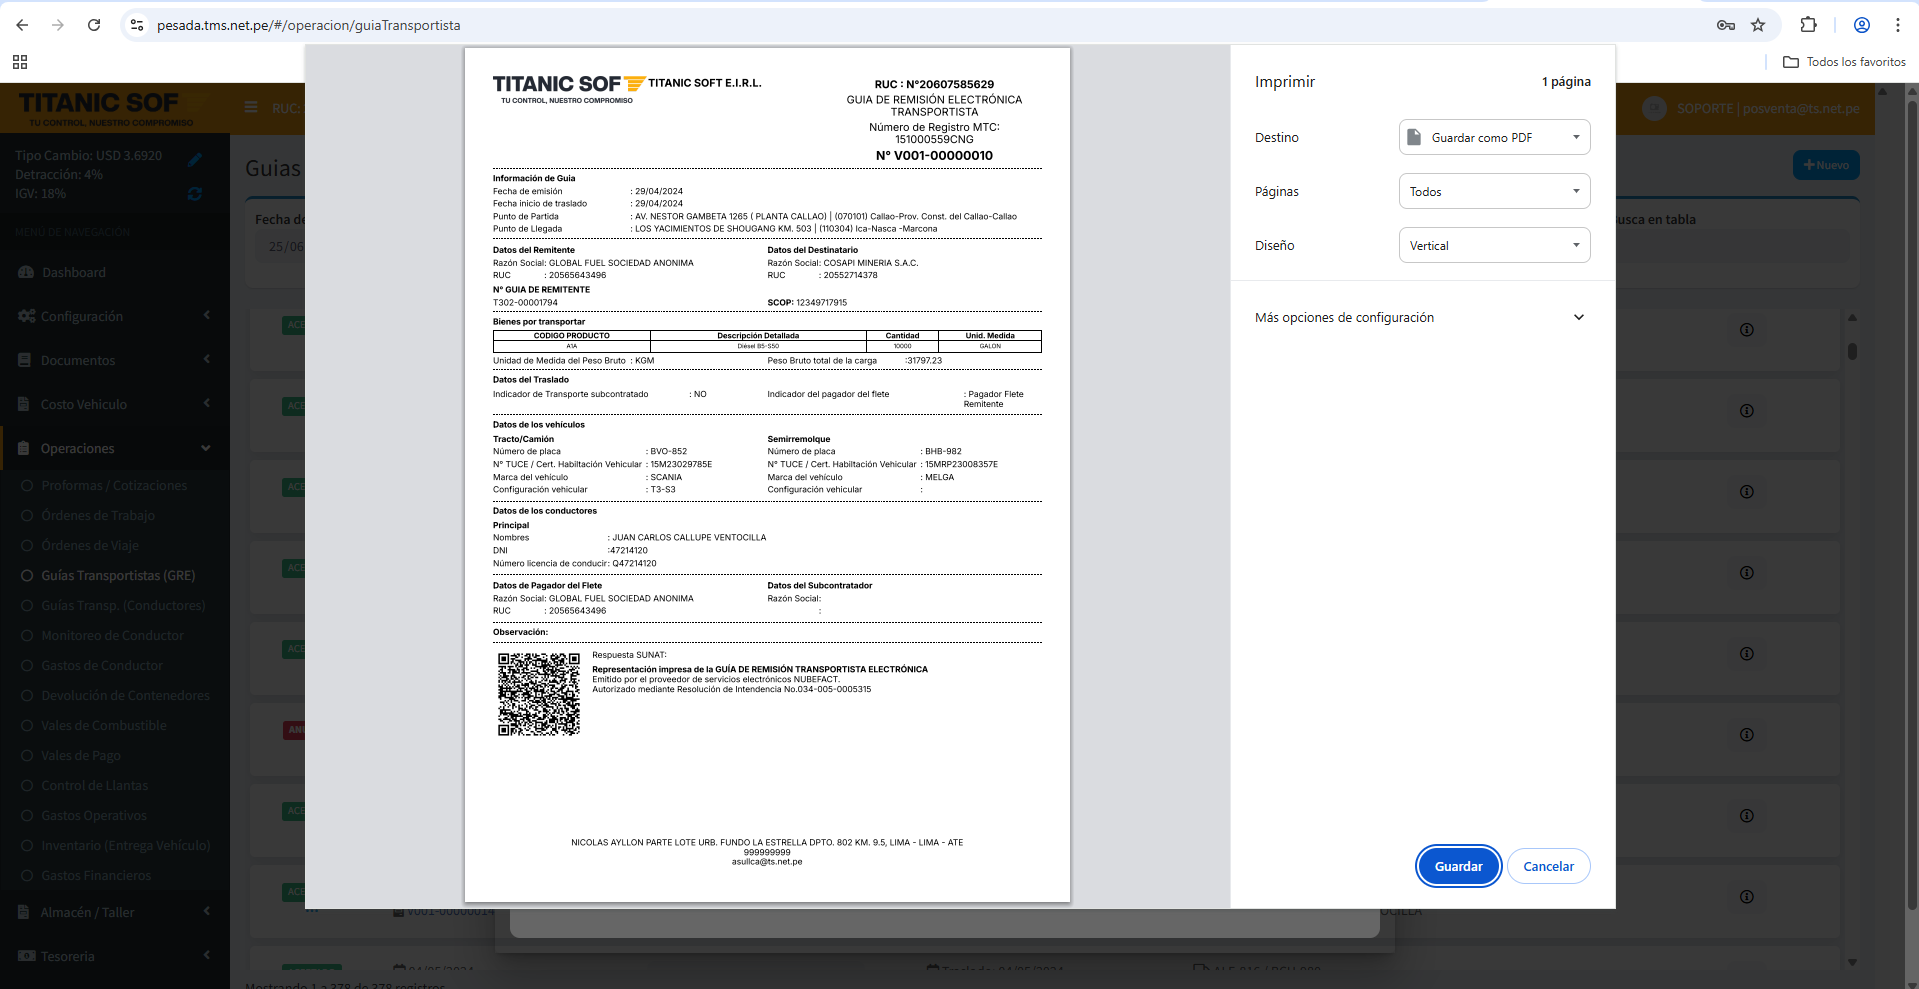 pesada.tms.net.pe/#/operacion/guiaTransportista
Todos los favoritos
TITANIC SOF
TU CONTROL, NUESTRO COMPROMISO
RUC:
SOPORTE | posventa@ts.net.pe
Tipo Cambio: USD 3.6920
Detracción: 4%
IGV: 18%
MENÚ DE NAVEGACIÓN
Dashboard
Configuración
Documentos
Costo Vehiculo
Operaciones
Proformas / Cotizaciones
Órdenes de Trabajo
Órdenes de Viaje
Guías Transportistas (GRE)
Guías Transp. (Conductores)
Monitoreo de Conductor
Gastos de Conductor
Devolución de Contenedores
Vales de Combustible
Vales de Pago
Control de Llantas
Gastos Operativos
Inventario (Entrega Vehículo)
Gastos Financieros
Almacén / Taller
Tesoreria
Guias
Nuevo
Fecha de
25/06
Busca en tabla
TITANIC SOF
TU CONTROL, NUESTRO COMPROMISO
TITANIC SOFT E.I.R.L.
RUC : N°20607585629
GUIA DE REMISIÓN ELECTRÓNICA
TRANSPORTISTA
Número de Registro MTC:
151000559CNG
N° V001-00000010
Información de Guia
Fecha de emisión : 29/04/2024
Fecha inicio de traslado : 29/04/2024
Punto de Partida : AV. NESTOR GAMBETA 1265 ( PLANTA CALLAO) | (070101) Callao-Prov. Const. del Callao-Callao
Punto de Llegada : LOS YACIMIENTOS DE SHOUGANG KM. 503 | (110304) Ica-Nasca -Marcona
Datos del Remitente Datos del Destinatario
Razón Social: GLOBAL FUEL SOCIEDAD ANONIMA Razón Social: COSAPI MINERIA S.A.C.
RUC : 20565643496 RUC : 20552714378
N° GUIA DE REMITENTE
T302-00001794 SCOP: 12349717915
Bienes por transportar
CODIGO PRODUCTO Descripción Detallada Cantidad Unid. Medida
A1A Diésel B5-S50 10000 GALON
Unidad de Medida del Peso Bruto : KGM Peso Bruto total de la carga :31797.23
Datos del Traslado
Indicador de Transporte subcontratado : NO Indicador del pagador del flete : Pagador Flete
Remitente
Datos de los vehículos
Tracto/Camión Semirremolque
Número de placa : BVO-852 Número de placa : BHB-982
N° TUCE / Cert. Habiltación Vehicular : 15M23029785E N° TUCE / Cert. Habiltación Vehicular : 15MRP23008357E
Marca del vehículo : SCANIA Marca del vehículo : MELGA
Configuración vehicular : T3-S3 Configuración vehicular :
Datos de los conductores
Principal
Nombres : JUAN CARLOS CALLUPE VENTOCILLA
DNI :47214120
Número licencia de conducir: Q47214120
Datos de Pagador del Flete Datos del Subcontratador
Razón Social: GLOBAL FUEL SOCIEDAD ANONIMA Razón Social:
RUC : 20565643496 :
Observación:
Respuesta SUNAT:
Representación impresa de la GUÍA DE REMISIÓN TRANSPORTISTA ELECTRÓNICA
Emitido por el proveedor de servicios electrónicos NUBEFACT.
Autorizado mediante Resolución de Intendencia No.034-005-0005315
NICOLAS AYLLON PARTE LOTE URB. FUNDO LA ESTRELLA DPTO. 802 KM. 9.5, LIMA - LIMA - ATE
999999999
asullca@ts.net.pe
Imprimir 1 página
Destino Guardar como PDF
Páginas Todos
Diseño Vertical
Más opciones de configuración
Guardar Cancelar
V001-00000014
04/05/2024 Traslado: 04/05/2024
Mostrando 1 a 378 de 378 registros